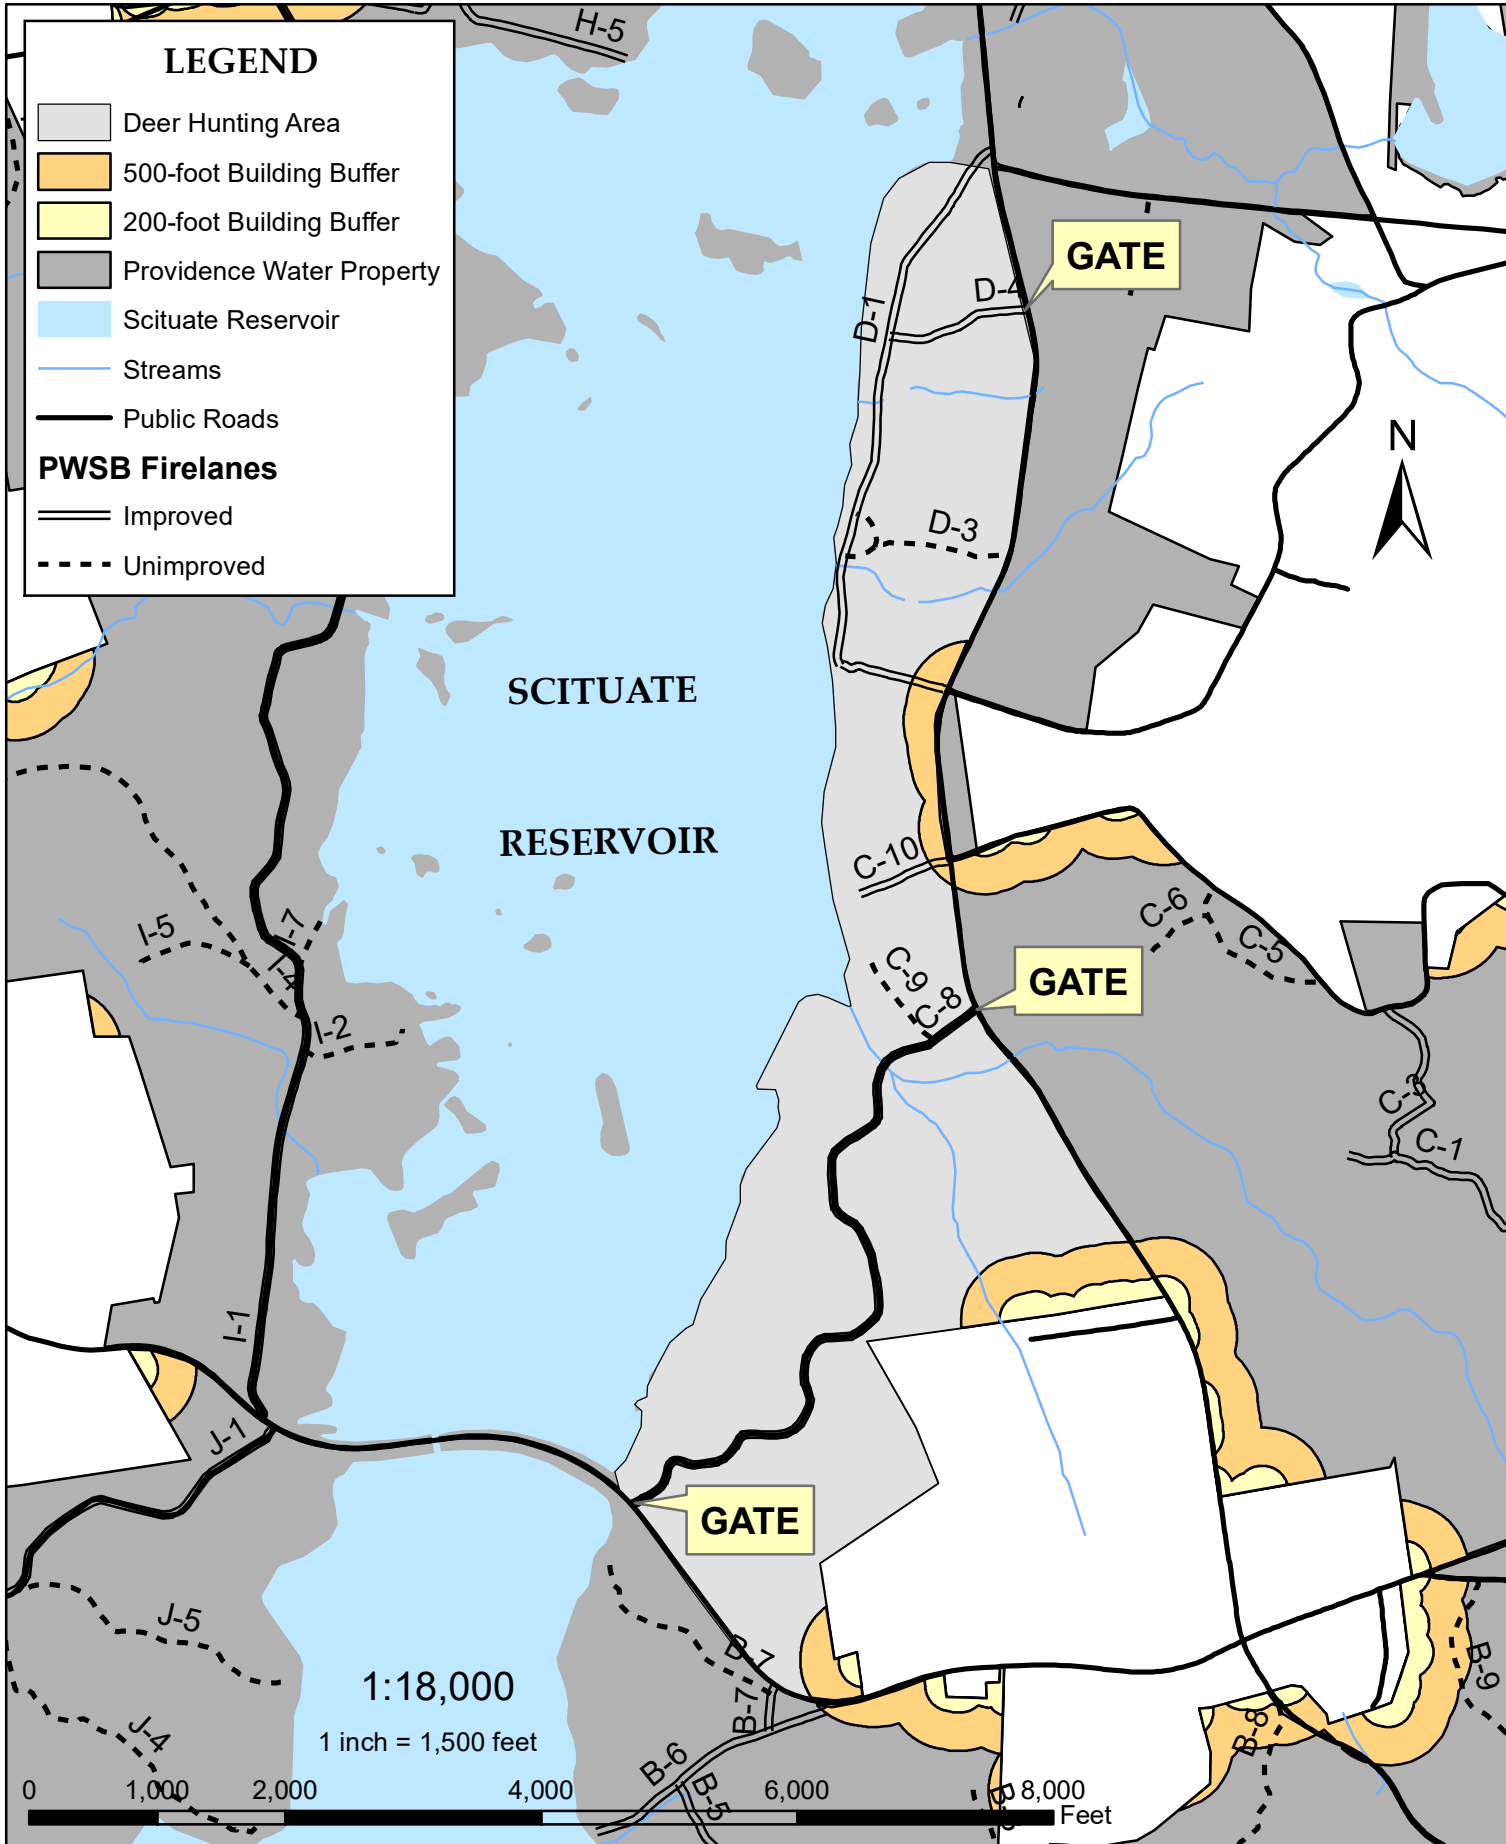 H-5
LEGEND
Deer Hunting Area
500-foot Building Buffer
200-foot Building Buffer
Providence Water Property
Scituate Reservoir
Streams
Public Roads
PWSB Firelanes
Improved
Unimproved
GATE
D-4
D-1
N
D-3
SCITUATE
RESERVOIR
C-10
C-6
C-5
I-5
I-7
I-4
I-2
C-9
C-8
GATE
C-3
C-1
I-1
J-1
GATE
J-5
J-4
B-7
B-7
B-9
B-8
B-6
B-5
1:18,000
1 inch = 1,500 feet
0 1,000 2,000 4,000 6,000 8,000
Feet